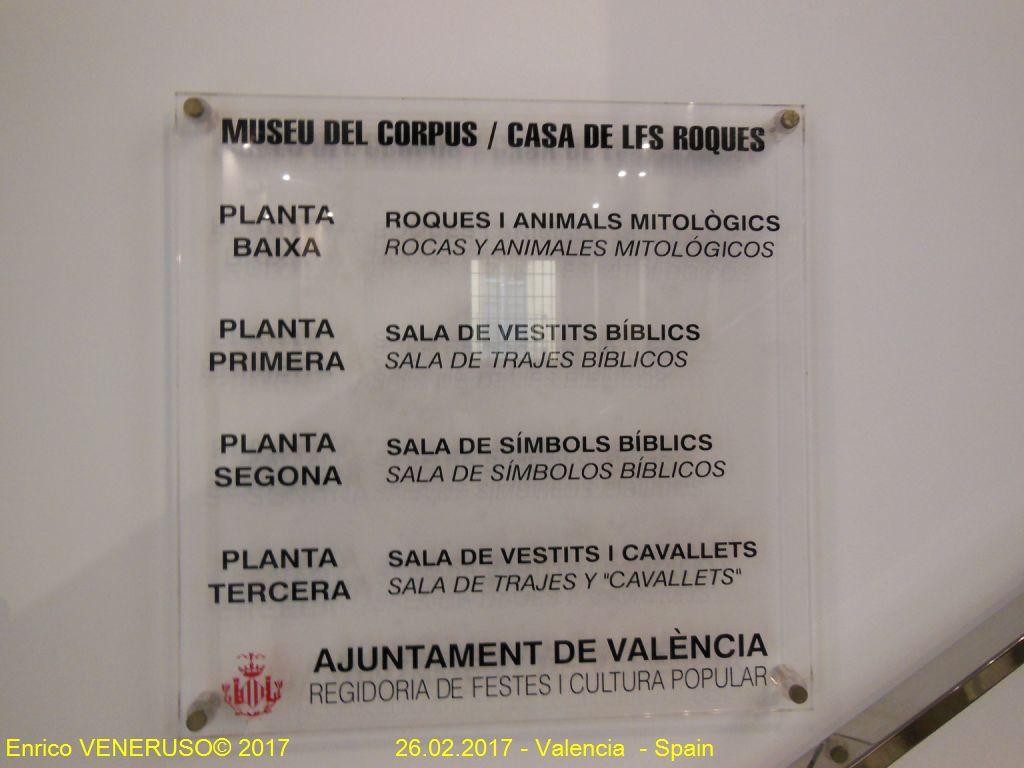 MUSEU DEL CORPUS / CASA DE LES ROQUES
PLANTA BAIXA
ROQUES I ANIMALS MITOLÒGICS
ROCAS Y ANIMALES MITOLÓGICOS
PLANTA PRIMERA
SALA DE VESTITS BÍBLICS
SALA DE TRAJES BÍBLICOS
PLANTA SEGONA
SALA DE SÍMBOLS BÍBLICS
SALA DE SÍMBOLOS BÍBLICOS
PLANTA TERCERA
SALA DE VESTITS I CAVALLETS
SALA DE TRAJES Y "CAVALLETS"
AJUNTAMENT DE VALÈNCIA
REGIDORIA DE FESTES I CULTURA POPULAR
Enrico VENERUSO© 2017 26.02.2017 - Valencia - Spain